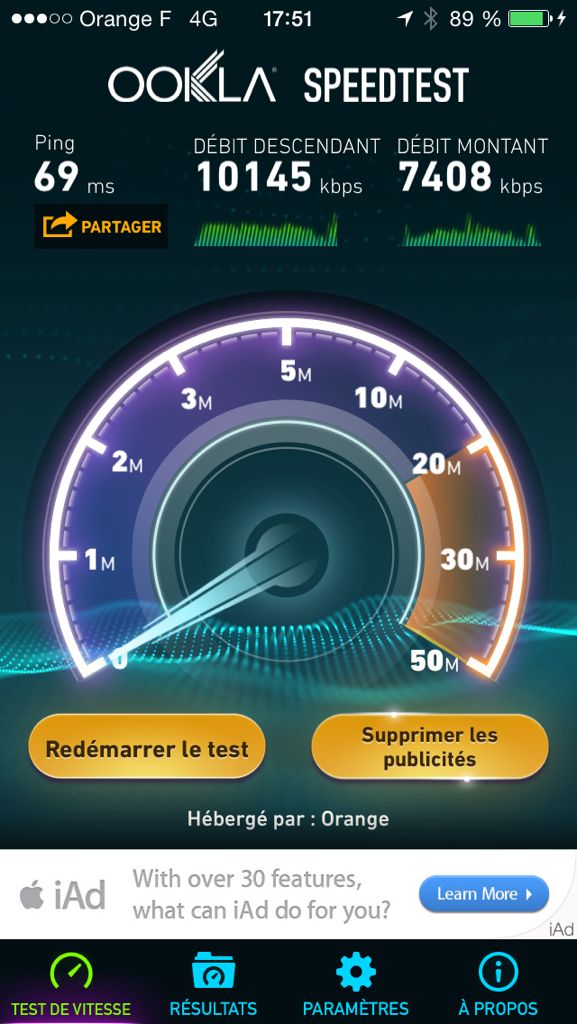 Orange F 4G 17:51 89 %
OOKLA® SPEEDTEST
Ping DÉBIT DESCENDANT DÉBIT MONTANT
69 ms 10145 kbps 7408 kbps
PARTAGER
5M
3M 10M
2M 20M
1M 30M
0 50M
Redémarrer le test
Supprimer les
publicités
Hébergé par : Orange
iAd
With over 30 features,
what can iAd do for you?
Learn More
iAd
TEST DE VITESSE RÉSULTATS PARAMÈTRES À PROPOS